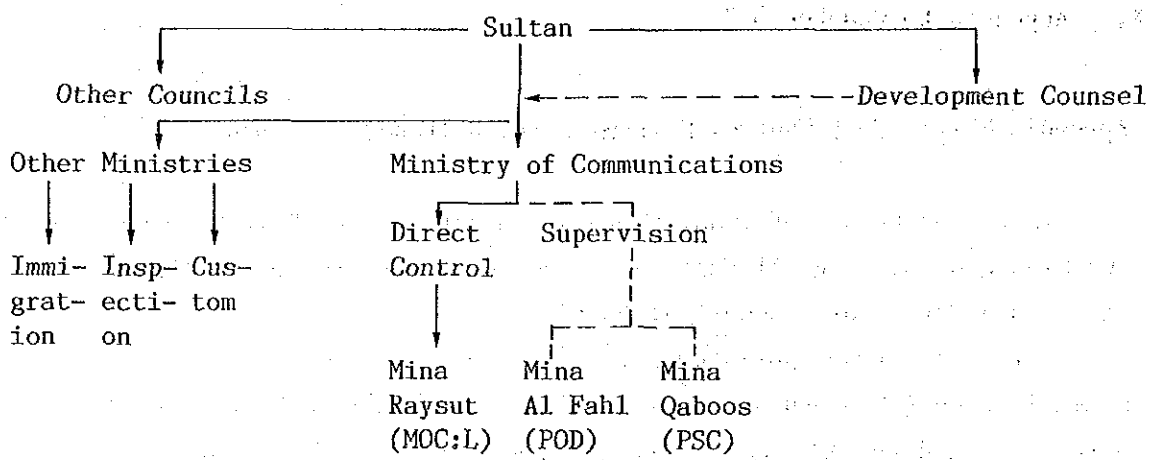 Sultan
Other Councils
Development Counsel
Other Ministries
Ministry of Communications
Direct Control
Supervision
Immi-
grat-
ion
Insp-
ecti-
on
Cus-
tom
Mina
Raysut
(MOC:L)
Mina
Al Fahl
(POD)
Mina
Qaboos
(PSC)